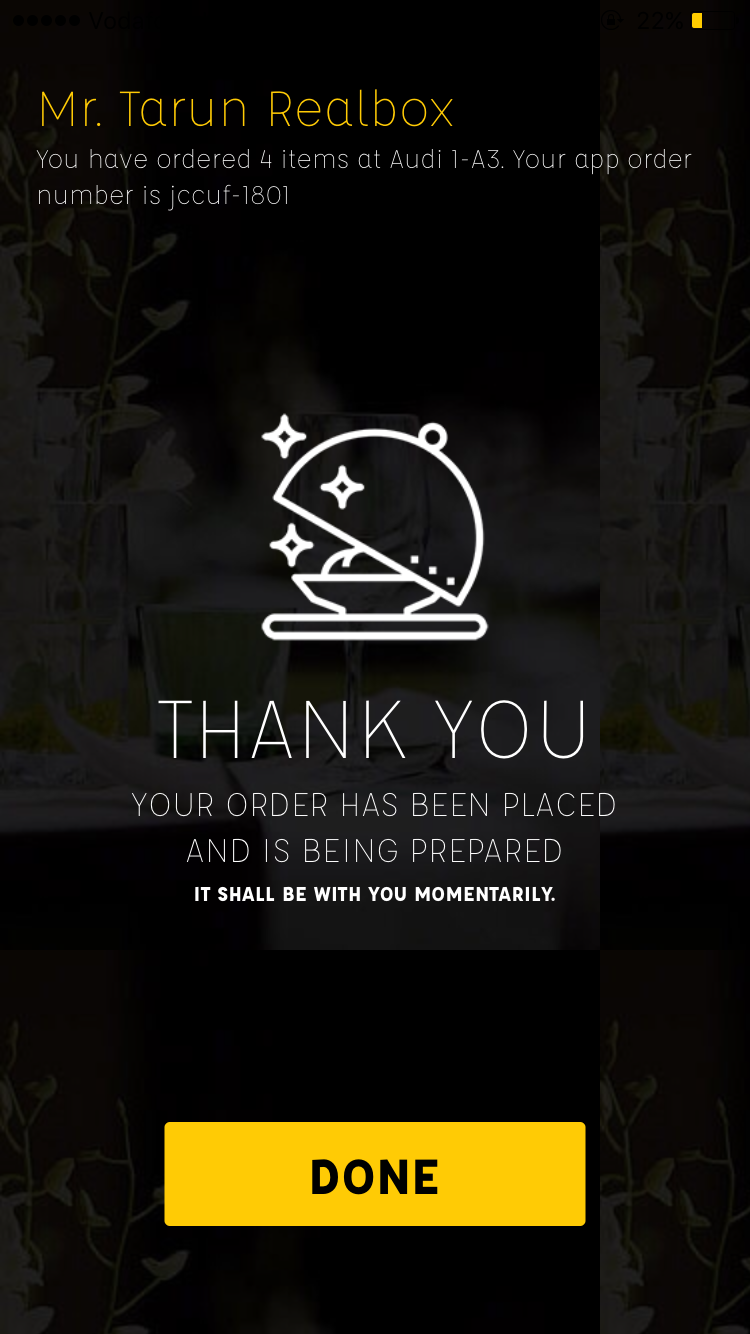 22%
Mr. Tarun Realbox
You have ordered 4 items at Audi 1-A3. Your app order
number is jccuf-1801
THANK YOU
YOUR ORDER HAS BEEN PLACED
AND IS BEING PREPARED
IT SHALL BE WITH YOU MOMENTARILY.
DONE